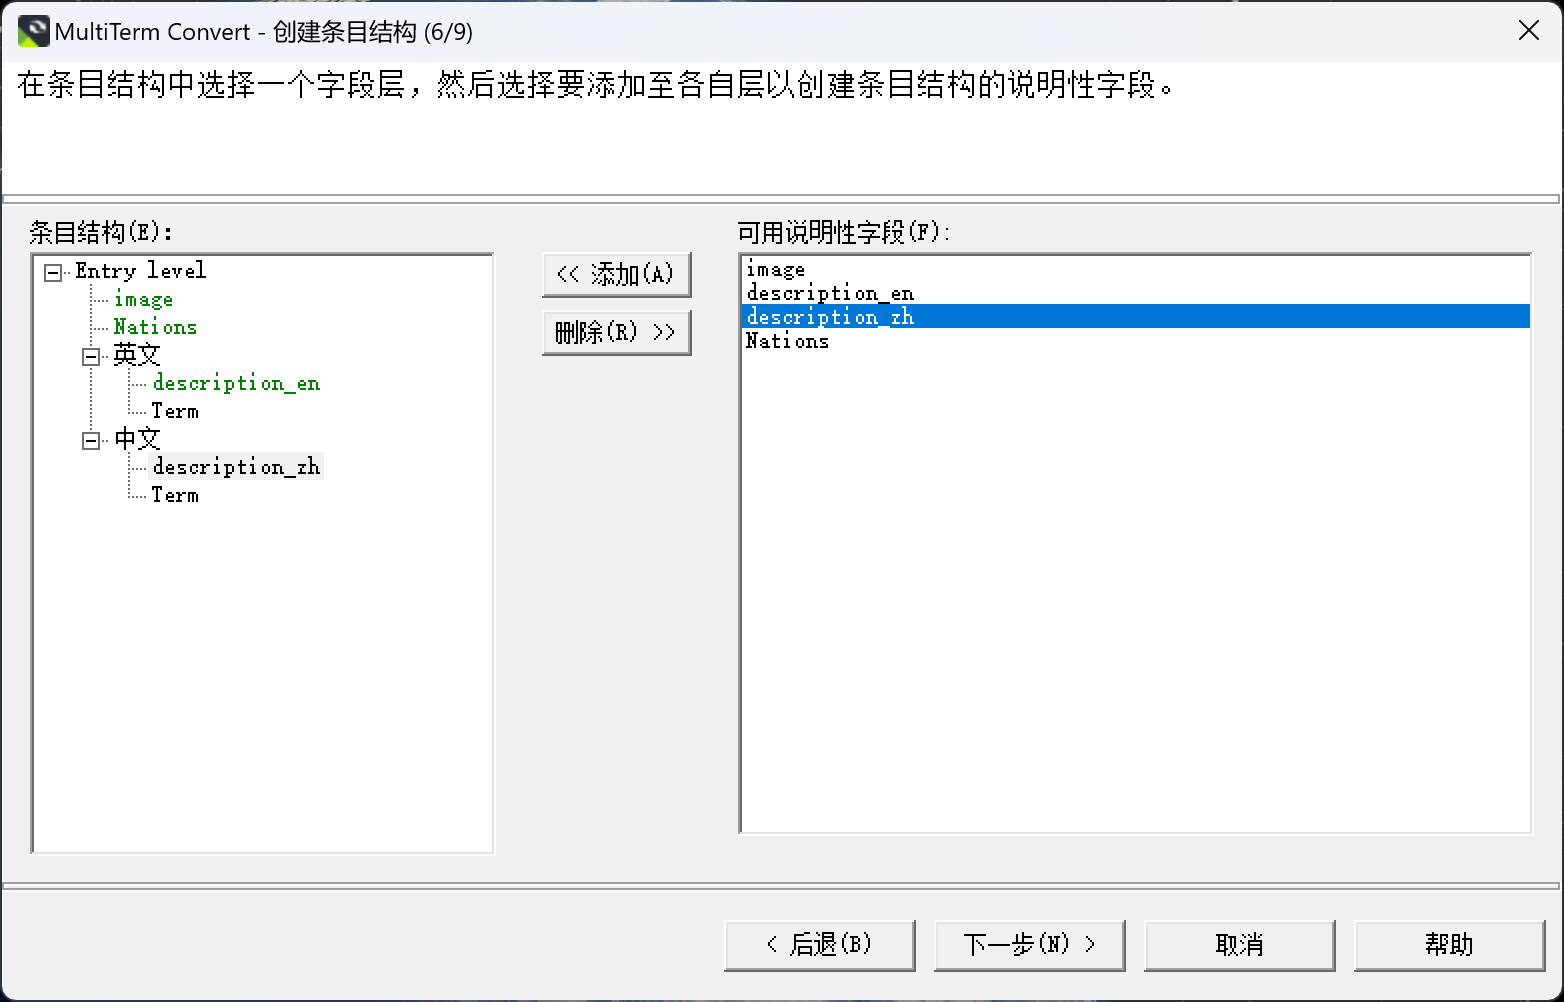 MultiTerm Convert - 创建条目结构 (6/9)
在条目结构中选择一个字段层，然后选择要添加至各自层以创建条目结构的说明性字段。
条目结构(E):
Entry level
image
Nations
英文
description_en
Term
中文
description_zh
Term
<< 添加(A)
删除(R) >>
可用说明性字段(F):
image
description_en
description_zh
Nations
< 后退(B)
下一步(N) >
取消
帮助